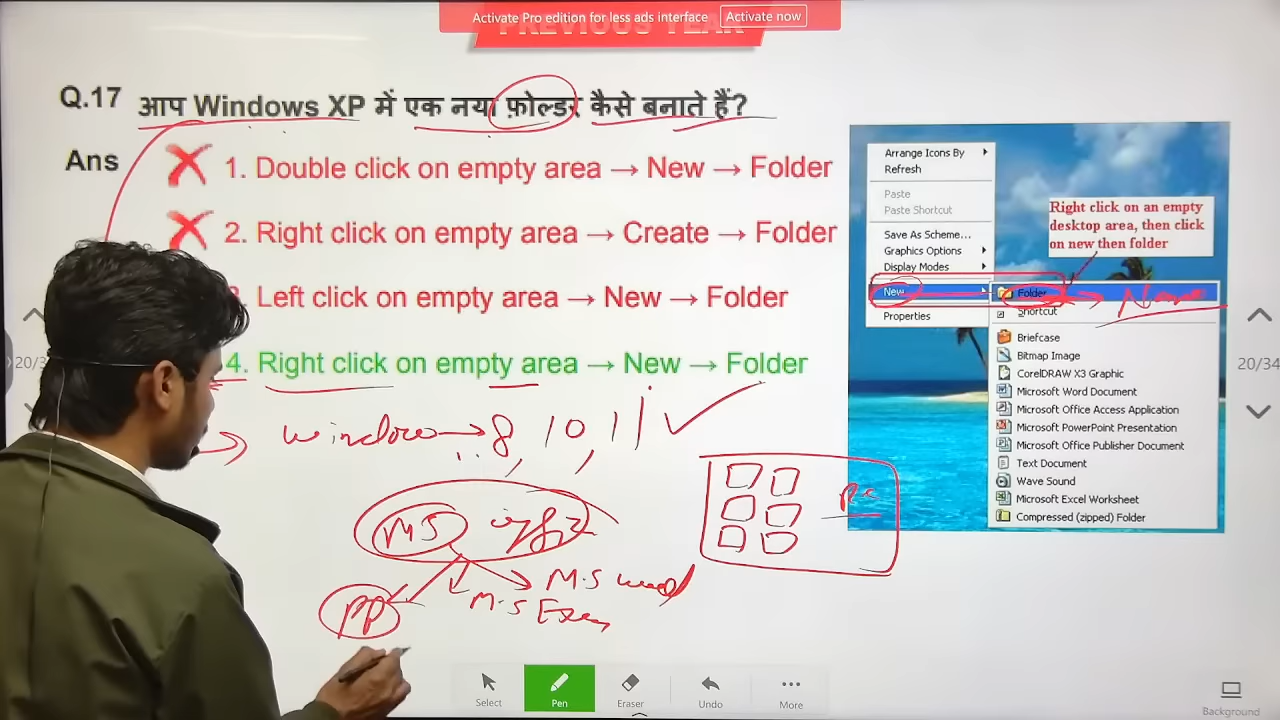 Activate Pro edition for less ads interface Activate now
PREVIOUS YEAR
Q.17 आप Windows XP में एक नया फ़ोल्डर कैसे बनाते हैं?
Ans
1. Double click on empty area → New → Folder
2. Right click on empty area → Create → Folder
Left click on empty area → New → Folder
4. Right click on empty area → New → Folder
Window → 8, 10, 11
MS
PP
M.S word
M.S
Arrange Icons By
Refresh
Paste
Paste Shortcut
Save As Scheme...
Graphics Options
Display Modes
New
Properties
Right click on an empty
desktop area, then click
on new then folder
Folder
Name
Shortcut
Briefcase
Bitmap Image
CorelDRAW X3 Graphic
Microsoft Word Document
Microsoft Office Access Application
Microsoft PowerPoint Presentation
Microsoft Office Publisher Document
Text Document
Wave Sound
Microsoft Excel Worksheet
Compressed (zipped) Folder
20/3
20/34
Select
Pen
Eraser
Undo
More
Background